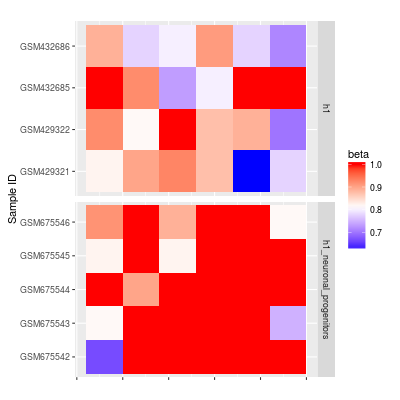 GSM432686
GSM432685
GSM429322
GSM429321
h1
GSM675546
GSM675545
GSM675544
GSM675543
GSM675542
h1_neuronal_progenitors
Sample ID
beta
1.0
0.9
0.8
0.7